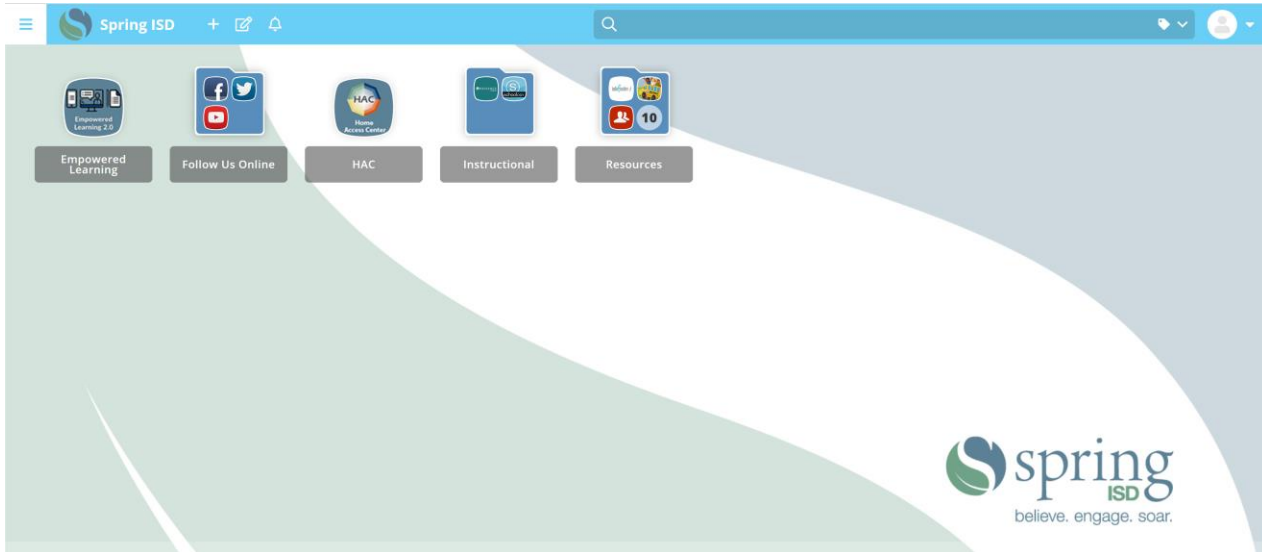 Spring ISD
Empowered
Learning 2.0
HAC
Home
Access Center
schoology
10
Empowered
Learning
Follow Us Online
HAC
Instructional
Resources
spring
ISD
believe. engage. soar.